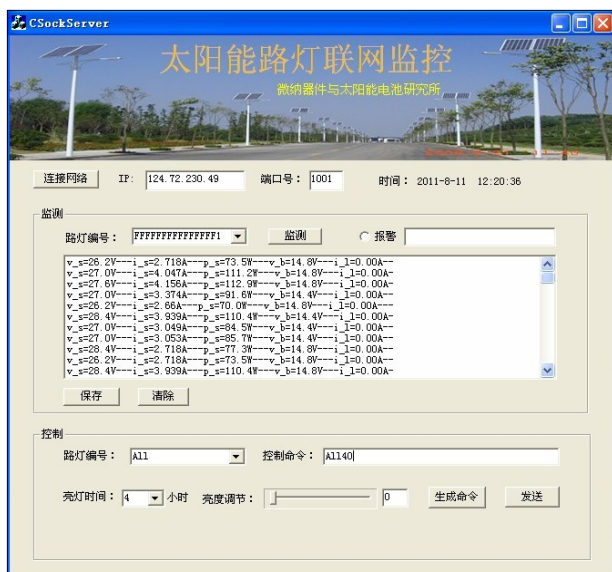 CSockServer
太阳能路灯联网监控
微纳器件与太阳能电池研究所
连接网络 IP: 124.72.230.49 端口号： 1001 时间： 2011-8-11 12:20:36
监测
路灯编号： FFFFFFFFFFFFFFF1 监测 报警
v_s=26.2V---i_s=2.718A---p_s=73.5W---v_b=14.8V---i_l=0.00A--
v_s=27.0V---i_s=4.047A---p_s=111.2W---v_b=14.8V---i_l=0.00A-
v_s=27.6V---i_s=4.156A---p_s=112.9W---v_b=14.8V---i_l=0.00A-
v_s=27.0V---i_s=3.374A---p_s=91.6W---v_b=14.4V---i_l=0.00A--
v_s=26.2V---i_s=2.66A---p_s=70.0W---v_b=14.8V---i_l=0.00A--
v_s=28.4V---i_s=3.939A---p_s=110.4W---v_b=14.4V---i_l=0.00A-
v_s=27.0V---i_s=3.049A---p_s=84.5W---v_b=14.4V---i_l=0.00A--
v_s=27.0V---i_s=3.053A---p_s=85.7W---v_b=14.4V---i_l=0.00A--
v_s=28.4V---i_s=2.718A---p_s=77.3W---v_b=14.8V---i_l=0.00A--
v_s=26.2V---i_s=2.718A---p_s=73.5W---v_b=14.8V---i_l=0.00A--
v_s=28.4V---i_s=3.939A---p_s=110.4W---v_b=14.8V---i_l=0.00A-
保存 清除
控制
路灯编号： All 控制命令： All40
亮灯时间： 4 小时 亮度调节： 0 生成命令 发送